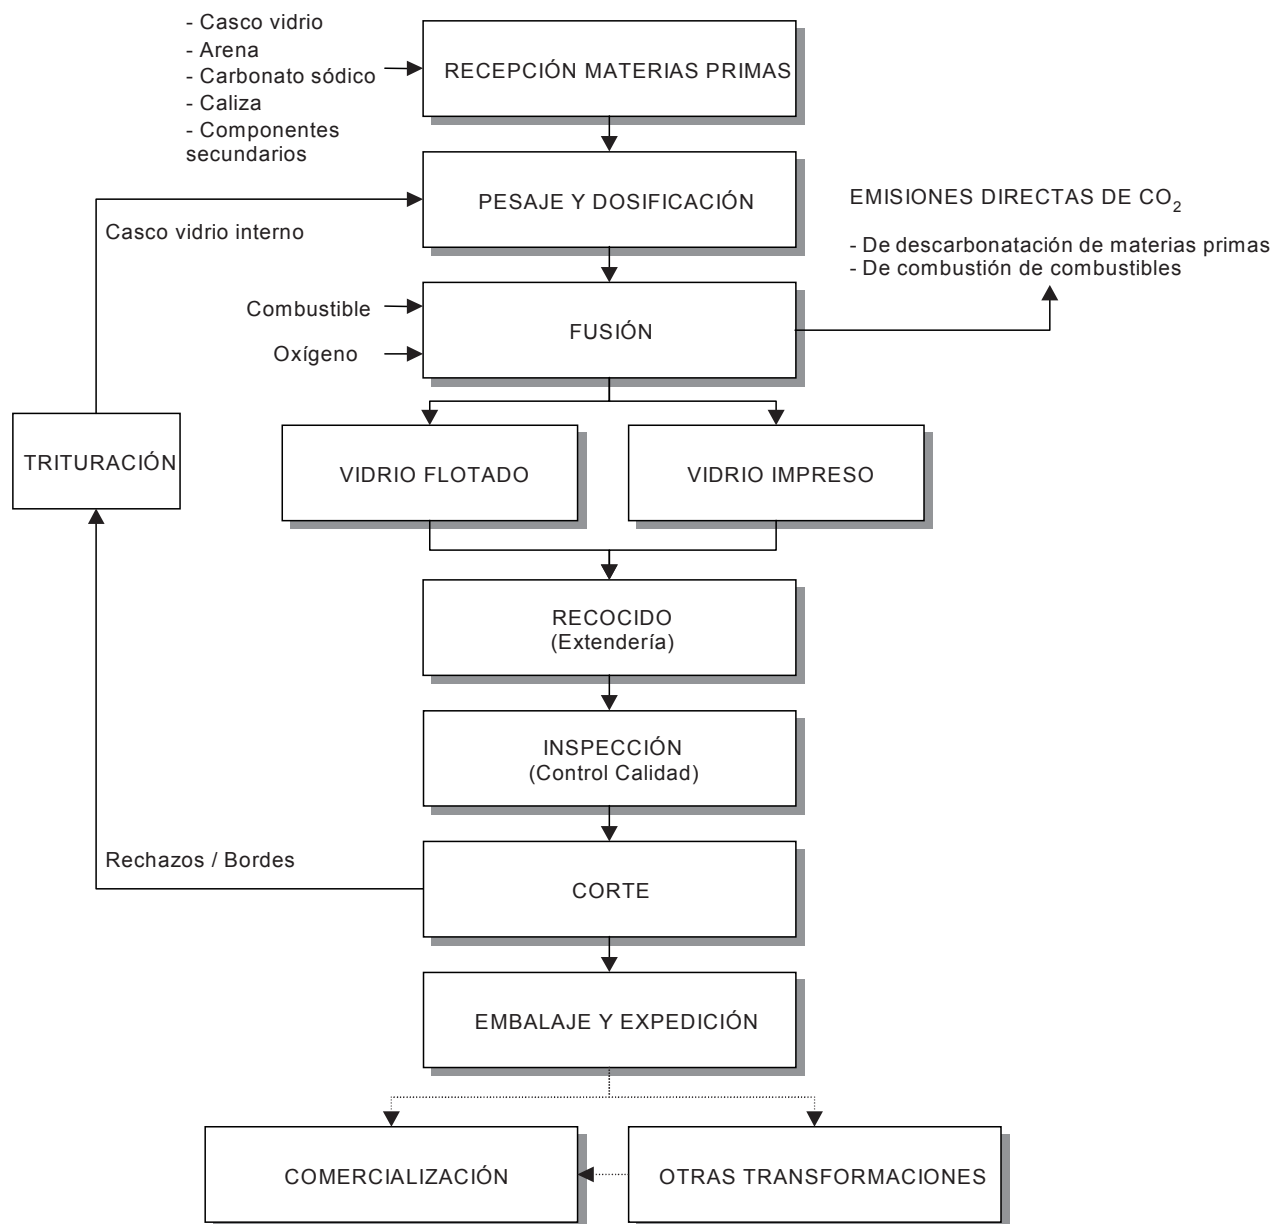 - Casco vidrio
- Arena
- Carbonato sódico
- Caliza
- Componentes
secundarios
RECEPCIÓN MATERIAS PRIMAS
PESAJE Y DOSIFICACIÓN
EMISIONES DIRECTAS DE CO₂
- De descarbonatación de materias primas
- De combustión de combustibles
Casco vidrio interno
Combustible
Oxígeno
FUSIÓN
TRITURACIÓN
VIDRIO FLOTADO
VIDRIO IMPRESO
RECOCIDO
(Extendería)
INSPECCIÓN
(Control Calidad)
Rechazos / Bordes
CORTE
EMBALAJE Y EXPEDICIÓN
COMERCIALIZACIÓN
OTRAS TRANSFORMACIONES